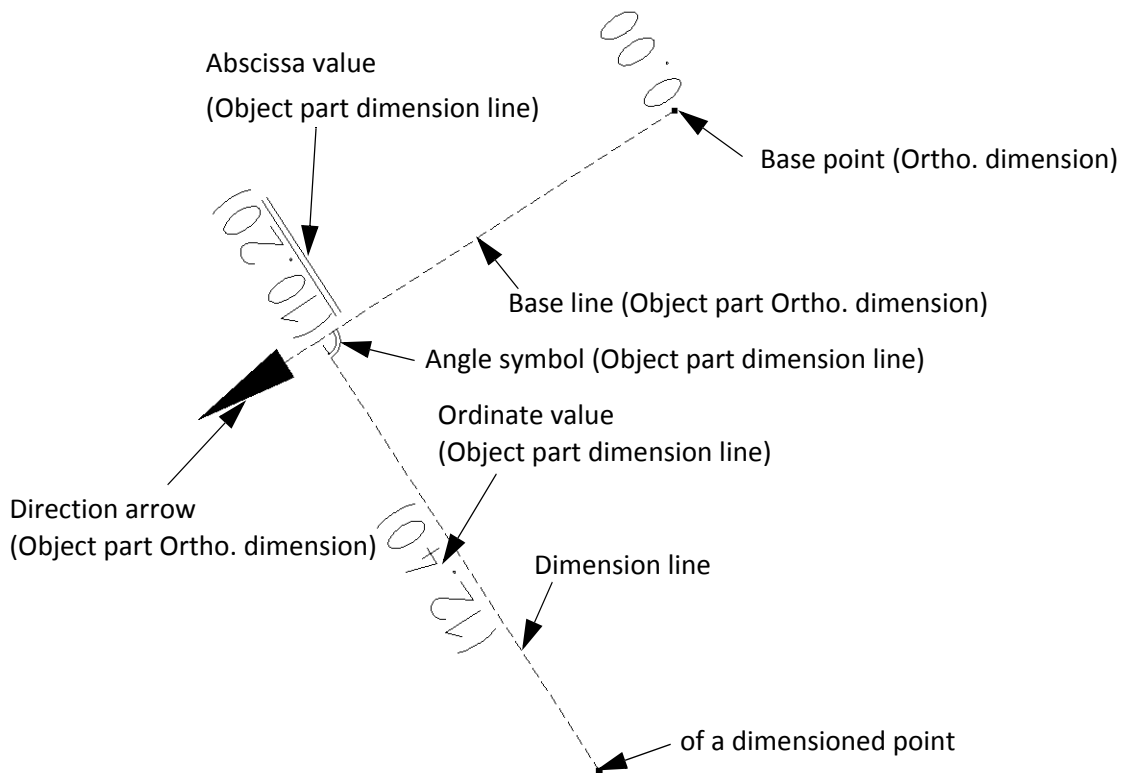 0.00
Abscissa value
(Object part dimension line)
Base point (Ortho. dimension)
(10.20)
Base line (Object part Ortho. dimension)
Angle symbol (Object part dimension line)
Ordinate value
(Object part dimension line)
Direction arrow
(Object part Ortho. dimension)
(12.40)
Dimension line
of a dimensioned point